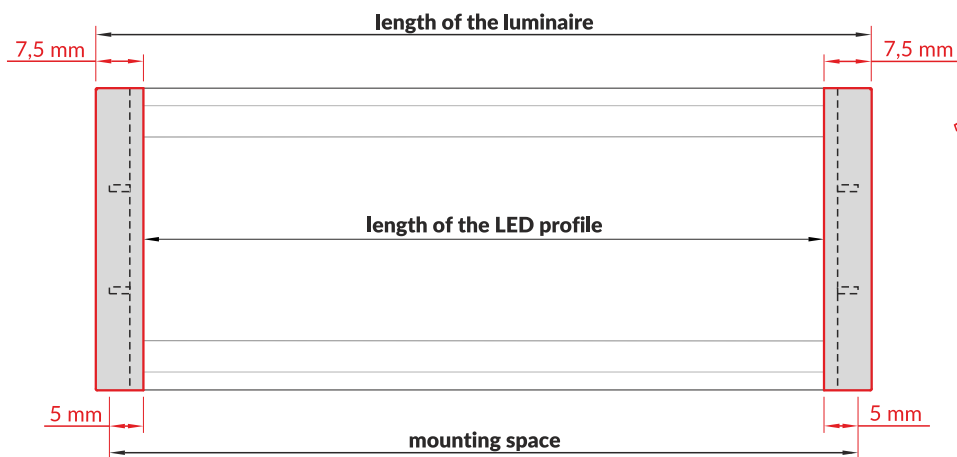 length of the luminaire
7,5 mm
7,5 mm
length of the LED profile
5 mm
5 mm
mounting space